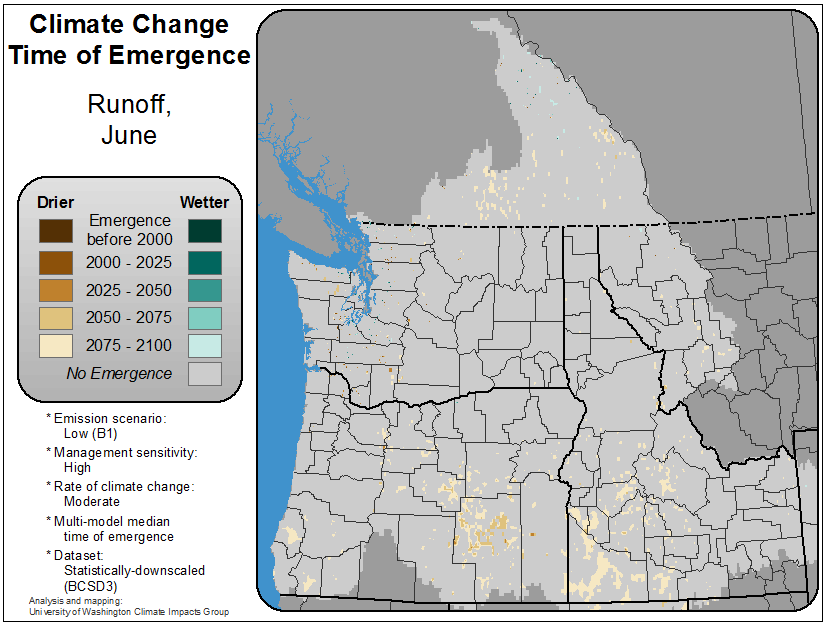 Climate Change
Time of Emergence
Runoff,
June
Drier
Wetter
Emergence
before 2000
2000 - 2025
2025 - 2050
2050 - 2075
2075 - 2100
No Emergence
* Emission scenario:
Low (B1)
* Management sensitivity:
High
* Rate of climate change:
Moderate
* Multi-model median
time of emergence
* Dataset:
Statistically-downscaled
(BCSD3)
Analysis and mapping:
University of Washington Climate Impacts Group